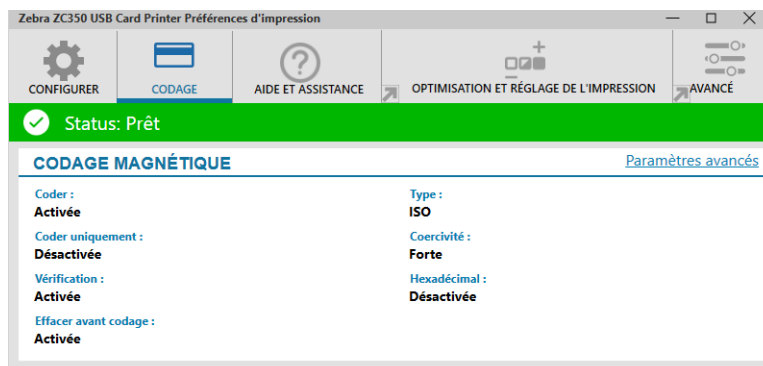 Zebra ZC350 USB Card Printer Préférences d'impression
CONFIGURER
CODAGE
AIDE ET ASSISTANCE
OPTIMISATION ET RÉGLAGE DE L'IMPRESSION
AVANCÉ
Status: Prêt
CODAGE MAGNÉTIQUE
Paramètres avancés
Coder :
Activée
Type :
ISO
Coder uniquement :
Désactivée
Coercivité :
Forte
Vérification :
Activée
Hexadécimal :
Désactivée
Effacer avant codage :
Activée